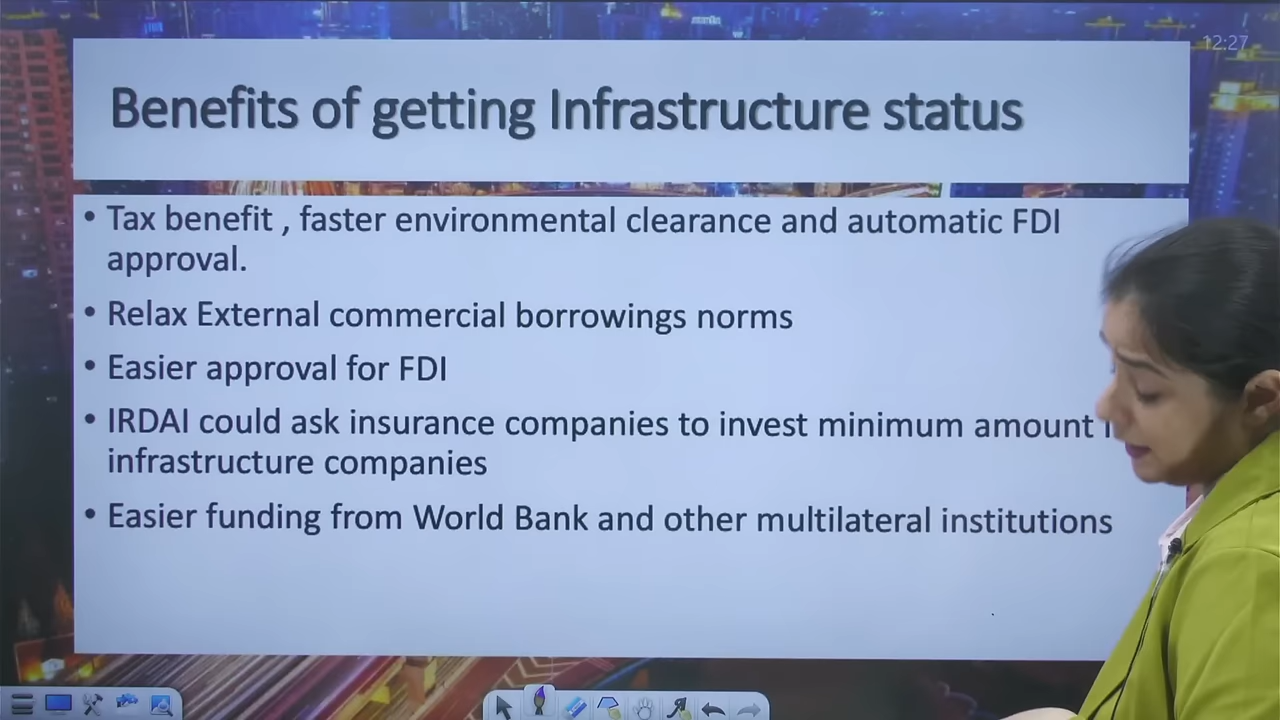 12:27
Benefits of getting Infrastructure status
• Tax benefit , faster environmental clearance and automatic FDI
approval.
• Relax External commercial borrowings norms
• Easier approval for FDI
• IRDAI could ask insurance companies to invest minimum amount
infrastructure companies
• Easier funding from World Bank and other multilateral institutions